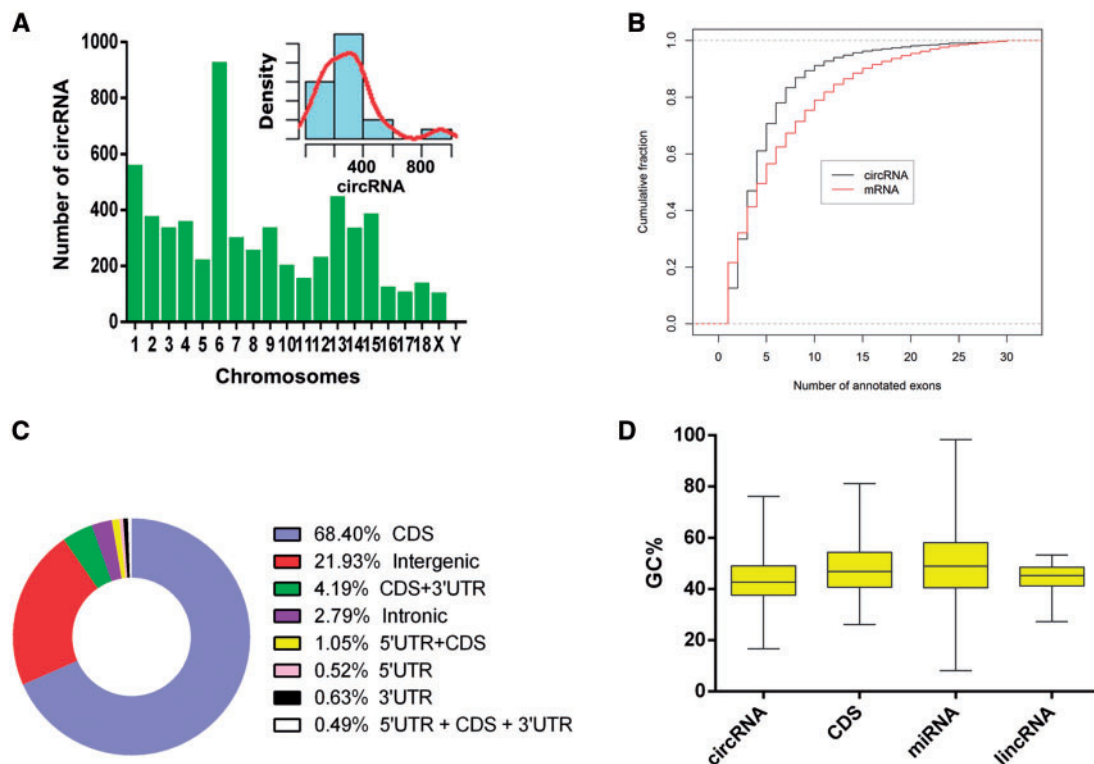 A
1000
800
600
400
200
0
Number of circRNA
1 2 3 4 5 6 7 8 9 10 11 12 13 14 15 16 17 18 X Y
Chromosomes
Density
400 800
circRNA
B
1.0
0.8
0.6
0.4
0.2
0.0
Cumulative fraction
circRNA
mRNA
0 5 10 15 20 25 30
Number of annotated exons
C
68.40% CDS
21.93% Intergenic
4.19% CDS+3'UTR
2.79% Intronic
1.05% 5'UTR+CDS
0.52% 5'UTR
0.63% 3'UTR
0.49% 5'UTR + CDS + 3'UTR
D
100
80
60
40
20
0
GC%
circRNA
CDS
miRNA
lincRNA